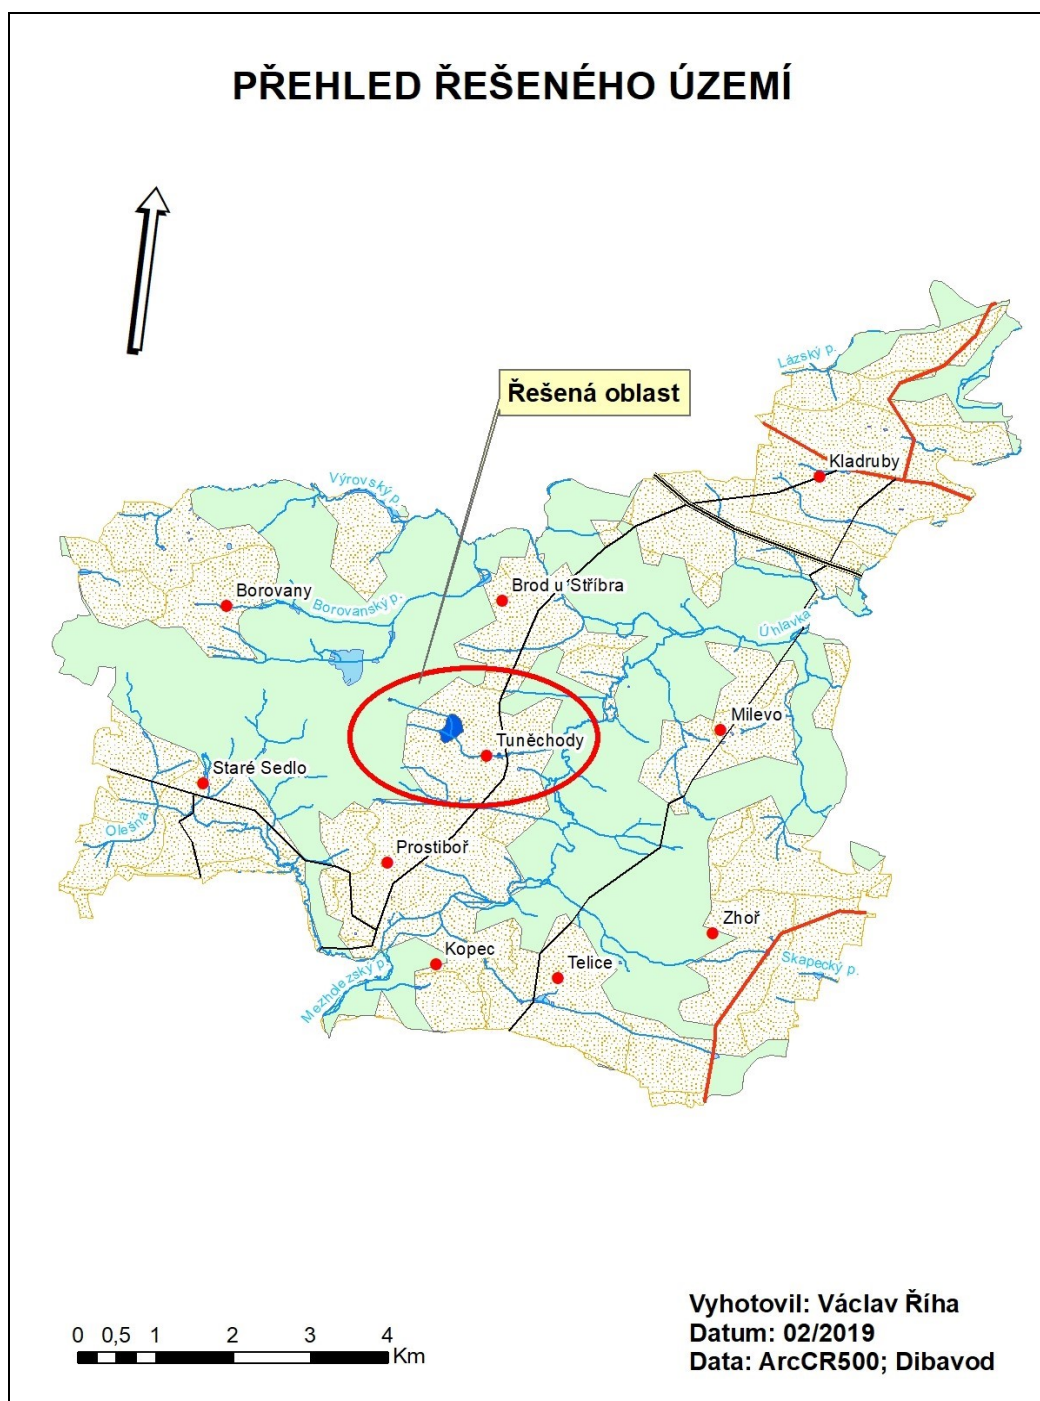 PŘEHLED ŘEŠENÉHO ÚZEMÍ
Lázský p.
Řešená oblast
Kladruby
Výrovský p.
Brod u Stříbra
Borovany
Borovanský p.
Úhlavka
Milevo
Tuněchody
Staré Sedlo
Olešná
Prostiboř
Zhoř
Kopec
Telice
Skapecký p.
Mezholezský p.
0 0,5 1 2 3 4
Km
Vyhotovil: Václav Říha
Datum: 02/2019
Data: ArcCR500; Dibavod